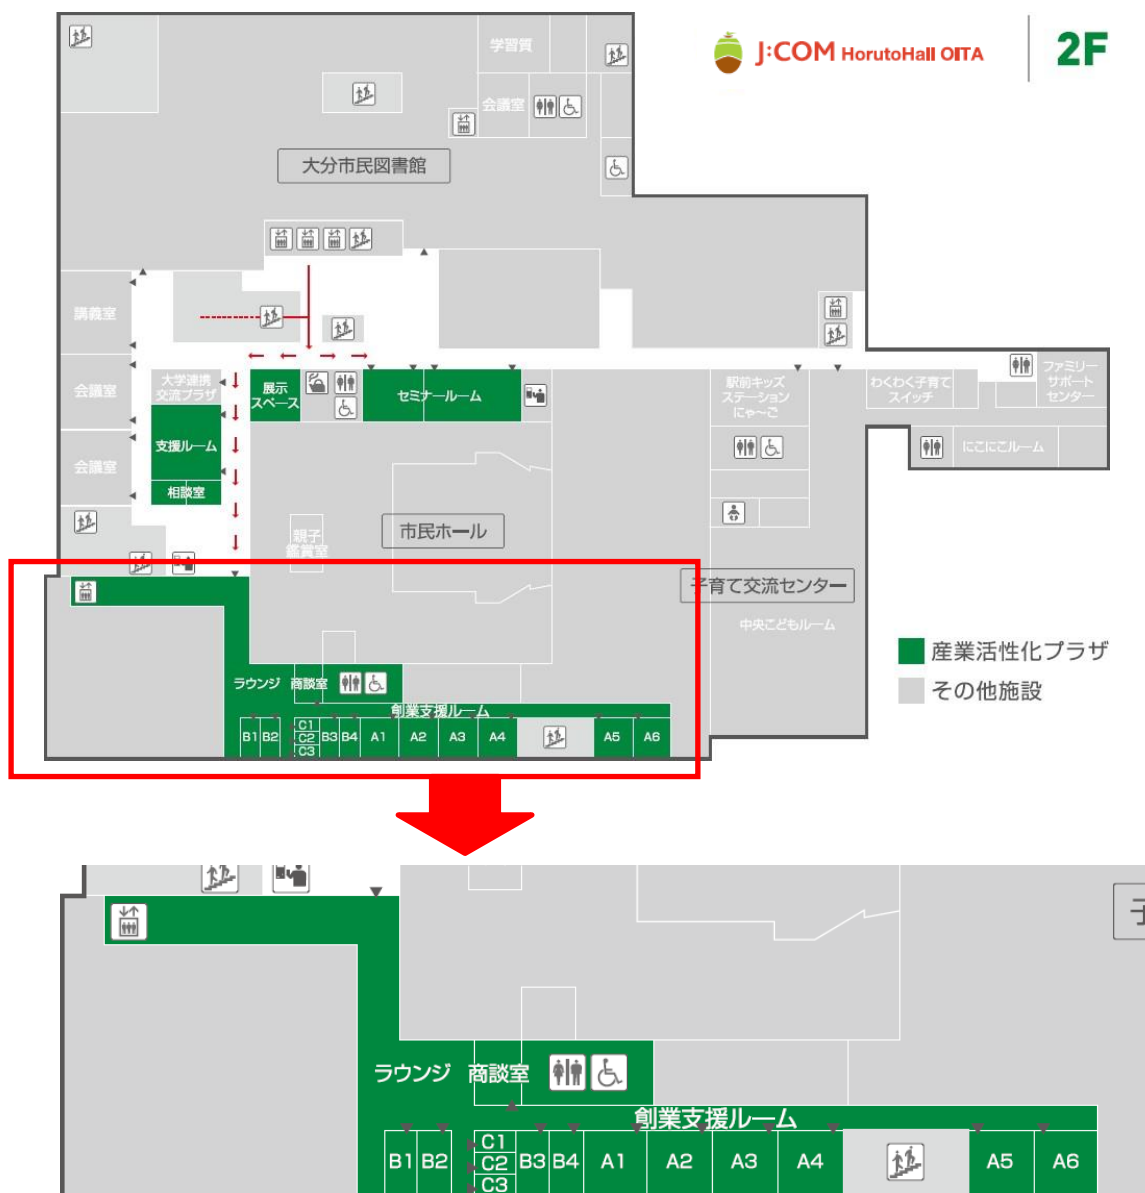 J:COM HorutoHall OITA
2F
学習質
会議室
大分市民図書館
講義室
会議室
会議室
大学連携
交流プラザ
展示
スペース
セミナールーム
支援ルーム
相談室
駅前キッズ
ステーション
にゃ～ご
わくわく子育て
スイッチ
ファミリー
サポート
センター
にこにこルーム
市民ホール
親子
鑑賞室
子育て交流センター
中央こどもルーム
産業活性化プラザ
その他施設
ラウンジ
商談室
創業支援ルーム
B1
B2
C1
C2
C3
B3
B4
A1
A2
A3
A4
A5
A6
子
ラウンジ
商談室
創業支援ルーム
B1
B2
C1
C2
C3
B3
B4
A1
A2
A3
A4
A5
A6